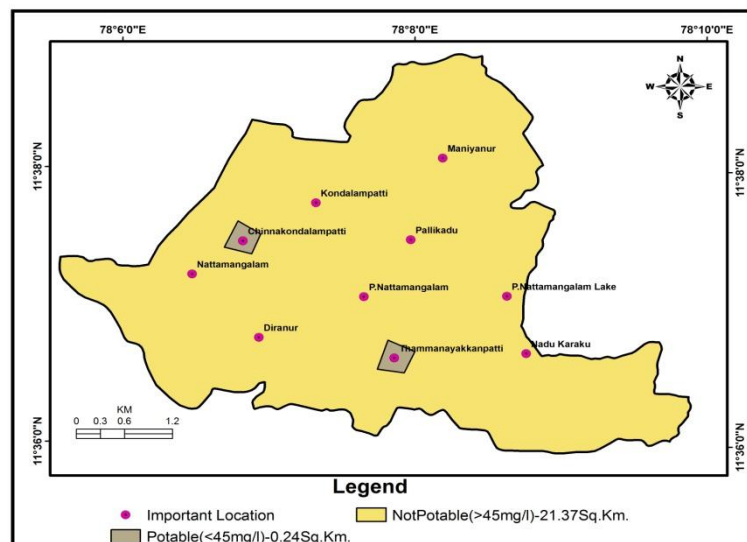 78°6'0"E 78°8'0"E 78°10'0"E
N
W E
S
11°38'0"N 11°38'0"N
Maniyanur
Kondalampatti
Chinnakondalampatti
Pallikadu
Nattamangalam
P.Nattamangalam
P.Nattamangalam Lake
Diranur
Thammanayakkanpatti
Nadu Karaku
KM
0 0.3 0.6 1.2
11°36'0"N 11°36'0"N
Legend
Important Location
NotPotable(>45mg/l)-21.37Sq.Km.
Potable(<45mg/l)-0.24Sq.Km.